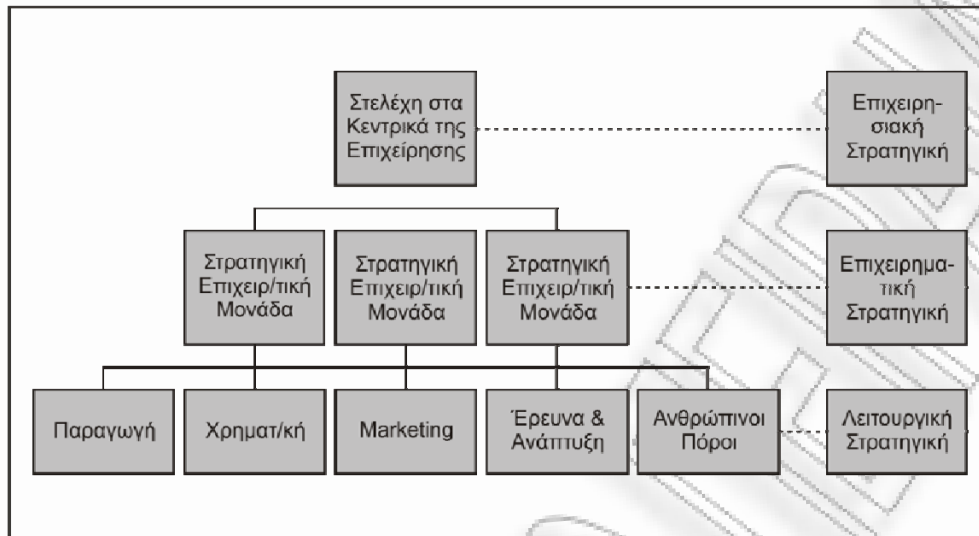 Στελέχη στα
Κεντρικά της
Επιχείρησης
Επιχειρη-
σιακή
Στρατηγική
Στρατηγική
Επιχειρ/τική
Μονάδα
Στρατηγική
Επιχειρ/τική
Μονάδα
Στρατηγική
Επιχειρ/τική
Μονάδα
Επιχειρημα-
τική
Στρατηγική
Παραγωγή
Χρηματ/κή
Marketing
Έρευνα &
Ανάπτυξη
Ανθρώπινοι
Πόροι
Λειτουργική
Στρατηγική